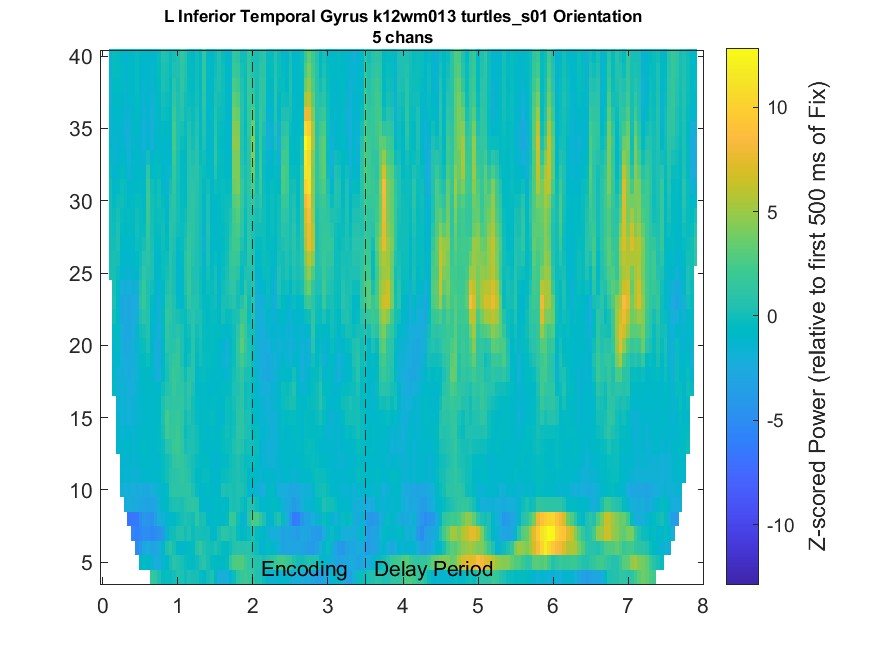 L Inferior Temporal Gyrus k12wm013 turtles_s01 Orientation
5 chans
40
35
30
25
20
15
10
5
Encoding
Delay Period
0 1 2 3 4 5 6 7 8
10
5
0
-5
-10
Z-scored Power (relative to first 500 ms of Fix)